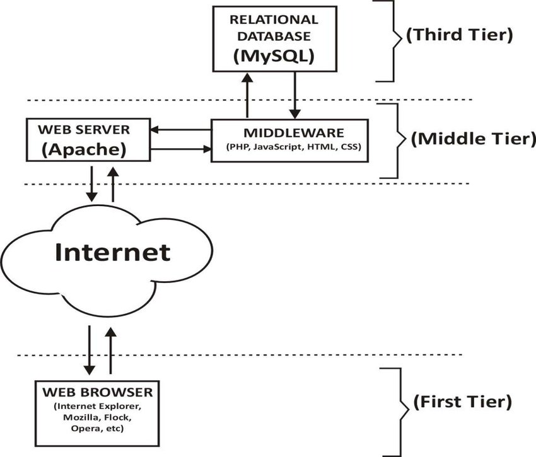 RELATIONAL
DATABASE
(MySQL)
(Third Tier)
WEB SERVER
(Apache)
MIDDLEWARE
(PHP, JavaScript, HTML, CSS)
(Middle Tier)
Internet
WEB BROWSER
(Internet Explorer,
Mozilla, Flock,
Opera, etc)
(First Tier)